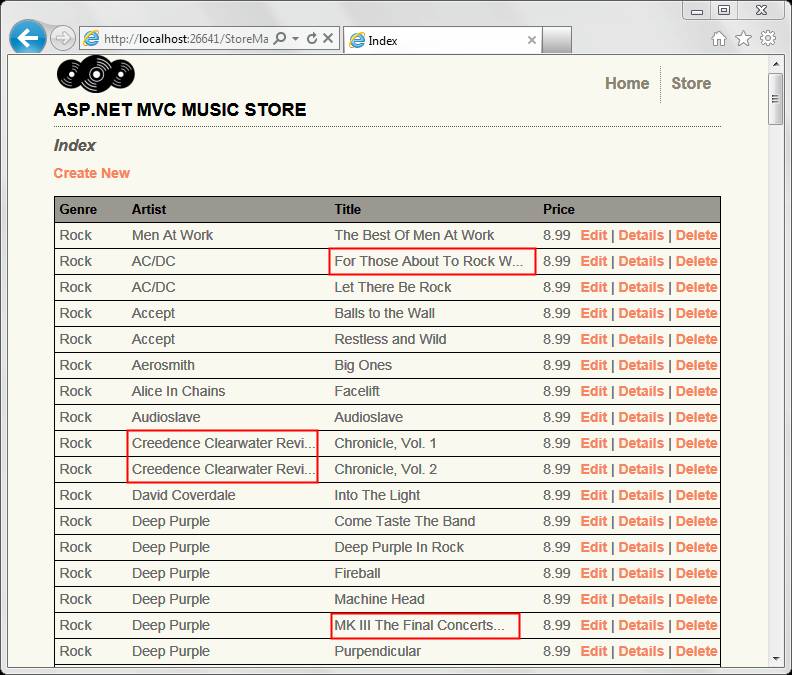 http://localhost:26641/StoreMa
Index
Home | Store
ASP.NET MVC MUSIC STORE
Index
Create New
Genre Artist Title Price
Rock Men At Work The Best Of Men At Work 8.99 Edit | Details | Delete
Rock AC/DC For Those About To Rock W... 8.99 Edit | Details | Delete
Rock AC/DC Let There Be Rock 8.99 Edit | Details | Delete
Rock Accept Balls to the Wall 8.99 Edit | Details | Delete
Rock Accept Restless and Wild 8.99 Edit | Details | Delete
Rock Aerosmith Big Ones 8.99 Edit | Details | Delete
Rock Alice In Chains Facelift 8.99 Edit | Details | Delete
Rock Audioslave Audioslave 8.99 Edit | Details | Delete
Rock Creedence Clearwater Revi... Chronicle, Vol. 1 8.99 Edit | Details | Delete
Rock Creedence Clearwater Revi... Chronicle, Vol. 2 8.99 Edit | Details | Delete
Rock David Coverdale Into The Light 8.99 Edit | Details | Delete
Rock Deep Purple Come Taste The Band 8.99 Edit | Details | Delete
Rock Deep Purple Deep Purple In Rock 8.99 Edit | Details | Delete
Rock Deep Purple Fireball 8.99 Edit | Details | Delete
Rock Deep Purple Machine Head 8.99 Edit | Details | Delete
Rock Deep Purple MK III The Final Concerts... 8.99 Edit | Details | Delete
Rock Deep Purple Purpendicular 8.99 Edit | Details | Delete